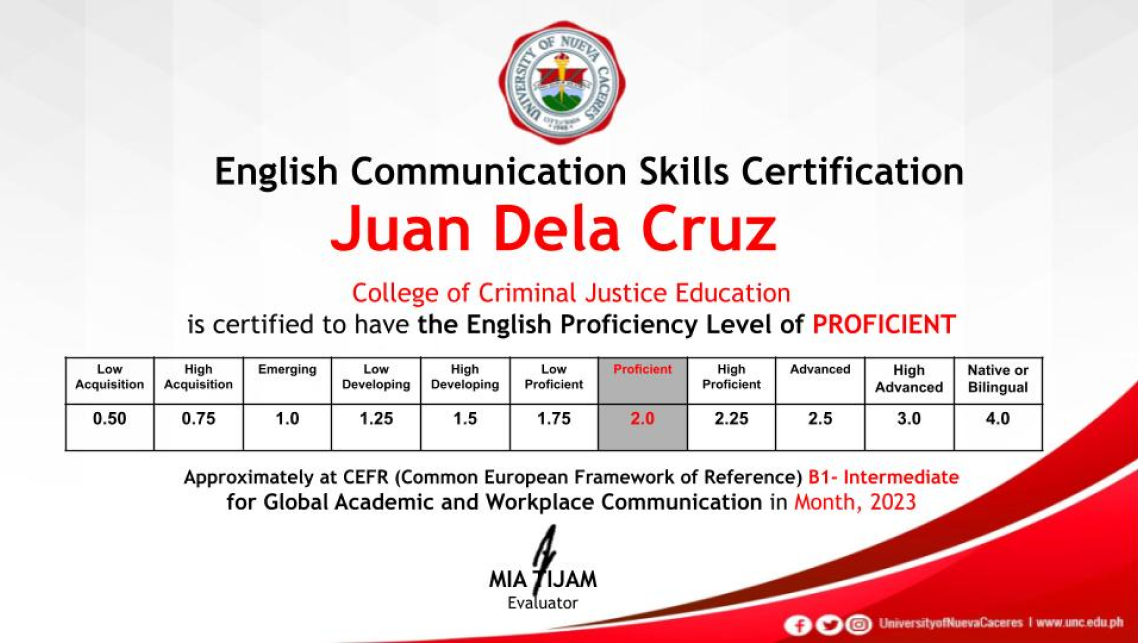 UNIVERSITY OF NUEVA CACERES
1948
English Communication Skills Certification
Juan Dela Cruz
College of Criminal Justice Education
is certified to have the English Proficiency Level of PROFICIENT
Low Acquisition High Acquisition Emerging Low Developing High Developing Low Proficient Proficient High Proficient Advanced High Advanced Native or Bilingual
0.50 0.75 1.0 1.25 1.5 1.75 2.0 2.25 2.5 3.0 4.0
Approximately at CEFR (Common European Framework of Reference) B1- Intermediate
for Global Academic and Workplace Communication in Month, 2023
MIA TIJAM
Evaluator
UniversityofNuevaCaceres | www.unc.edu.ph